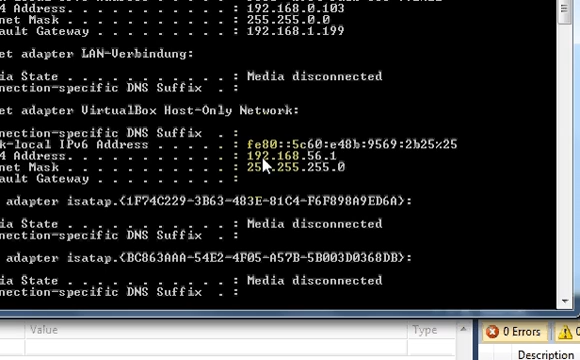 4 Address. . . . . . . . . . . : 192.168.0.103
net Mask . . . . . . . . . . . : 255.255.0.0
ault Gateway . . . . . . . . . : 192.168.1.199
et adapter LAN-Verbindung:
ia State . . . . . . . . . . . : Media disconnected
nection-specific DNS Suffix  . :
et adapter VirtualBox Host-Only Network:
nection-specific DNS Suffix  . :
k-local IPv6 Address . . . . . : fe80::5c60:e48b:9569:2b25%25
4 Address. . . . . . . . . . . : 192.168.56.1
net Mask . . . . . . . . . . . : 255.255.255.0
ault Gateway . . . . . . . . . :
adapter isatap.{1F74C229-3B63-483E-81C4-F6F898A9ED6A}:
ia State . . . . . . . . . . . : Media disconnected
nection-specific DNS Suffix  . :
adapter isatap.{BC863AAA-54E2-4F05-A57B-5B003D0368DB}:
ia State . . . . . . . . . . . : Media disconnected
nection-specific DNS Suffix  . :
Value Type
0 Errors 0
Description